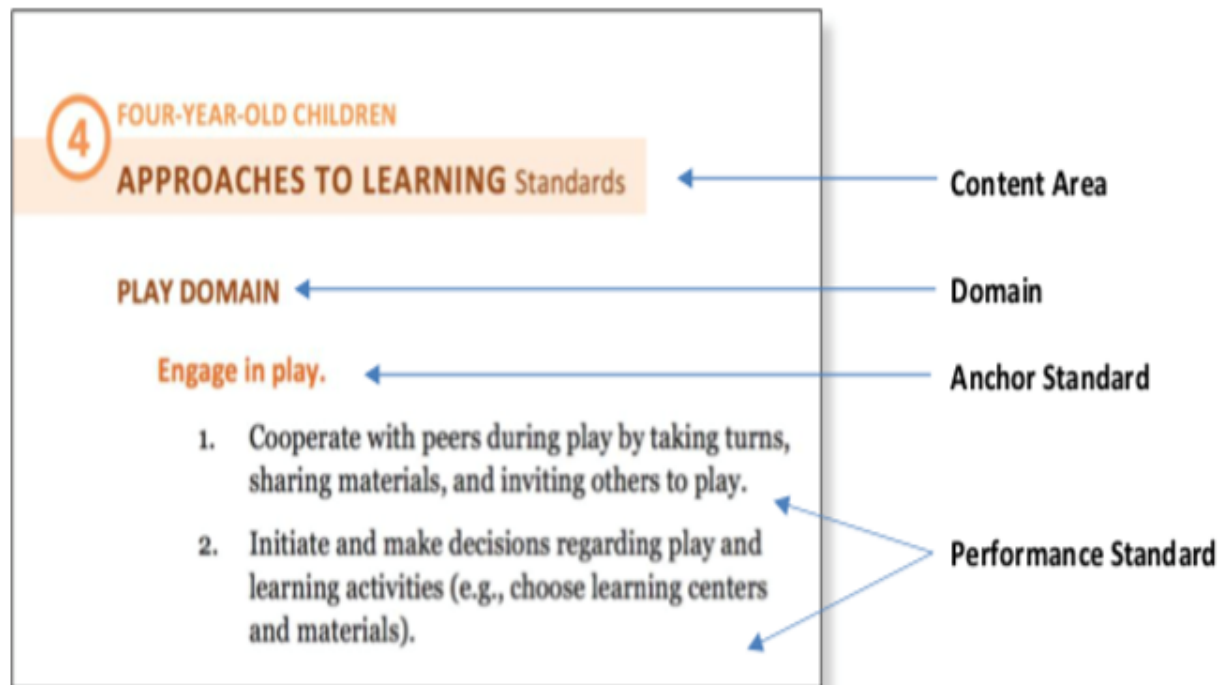 4
FOUR-YEAR-OLD CHILDREN
APPROACHES TO LEARNING Standards
Content Area
PLAY DOMAIN
Domain
Engage in play.
Anchor Standard
1. Cooperate with peers during play by taking turns,
sharing materials, and inviting others to play.
2. Initiate and make decisions regarding play and
learning activities (e.g., choose learning centers
and materials).
Performance Standard